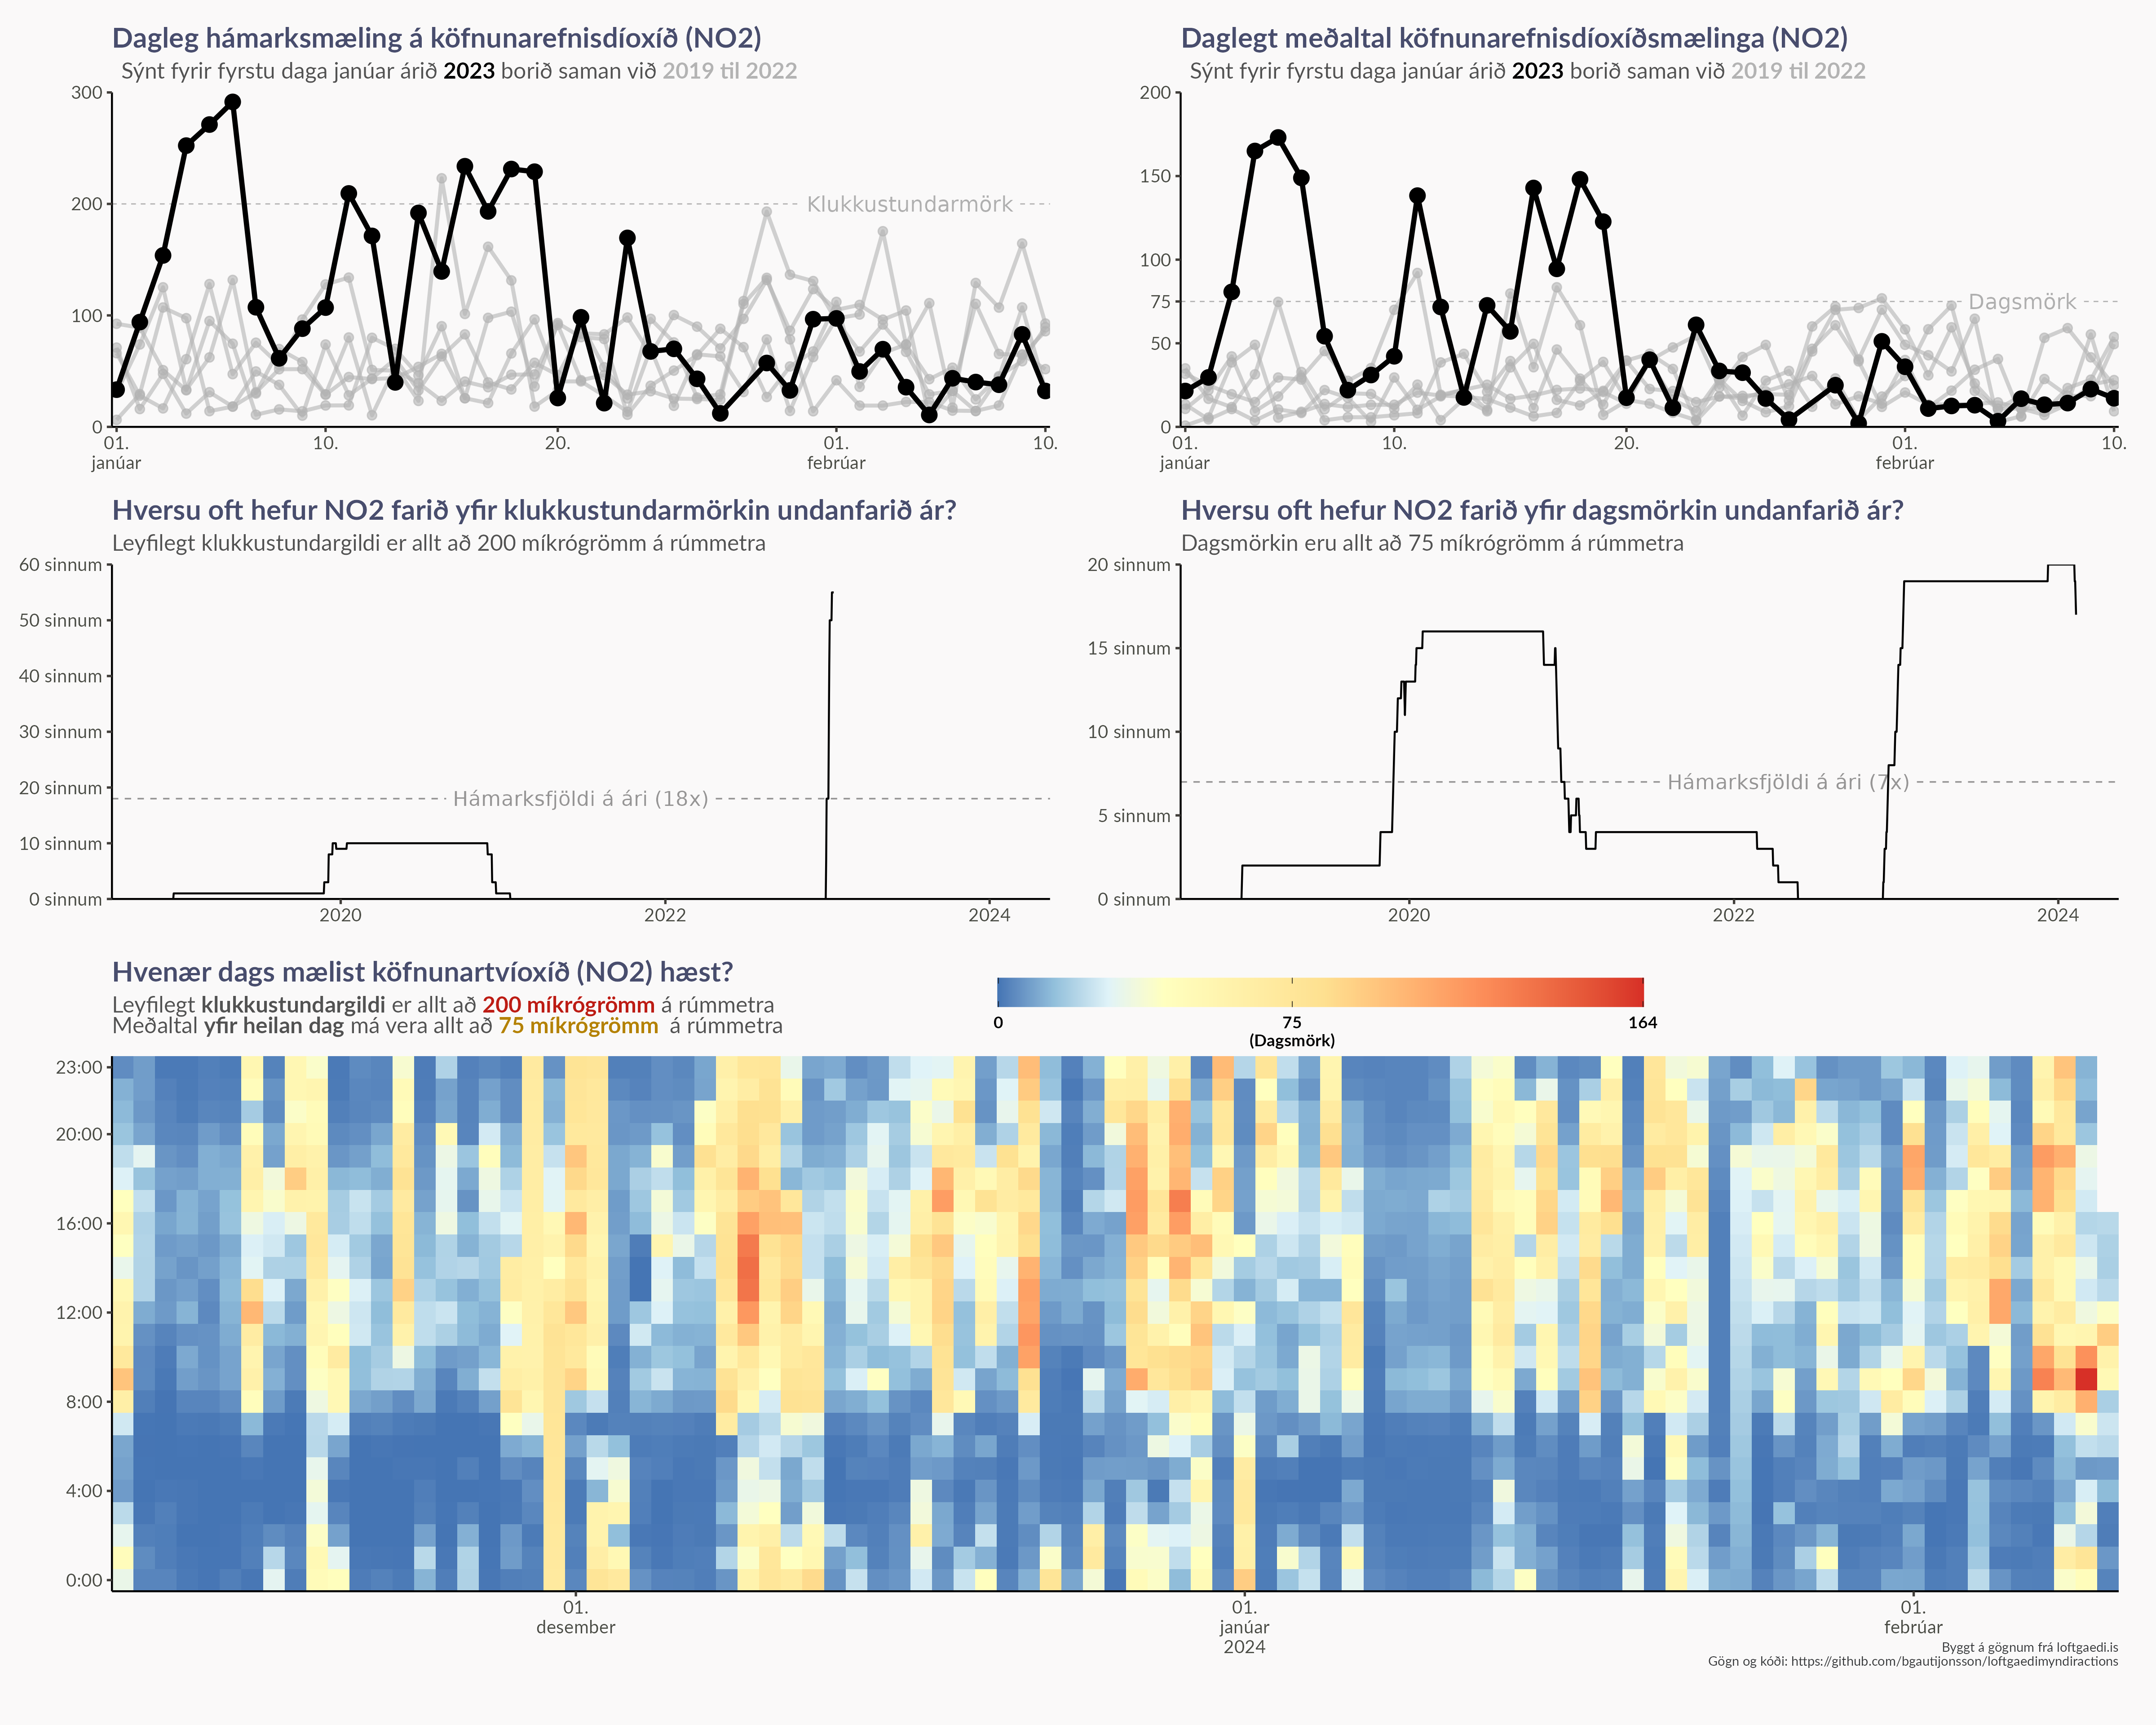 Dagleg hámarksmæling á köfnunarefnisdíoxíð (NO2)
Sýnt fyrir fyrstu daga janúar árið 2023 borið saman við 2019 til 2022
300
200
100
0
Klukkustundarmörk
01.
janúar
10.
20.
01.
febrúar
10.
Daglegt meðaltal köfnunarefnisdíoxíðsmælinga (NO2)
Sýnt fyrir fyrstu daga janúar árið 2023 borið saman við 2019 til 2022
200
150
100
75
50
0
Dagsmörk
01.
janúar
10.
20.
01.
febrúar
10.
Hversu oft hefur NO2 farið yfir klukkustundarmörkin undanfarið ár?
Leyfilegt klukkustundargildi er allt að 200 míkrógrömm á rúmmetra
60 sinnum
50 sinnum
40 sinnum
30 sinnum
20 sinnum
10 sinnum
0 sinnum
Hámarksfjöldi á ári (18x)
2020
2022
2024
Hversu oft hefur NO2 farið yfir dagsmörkin undanfarið ár?
Dagsmörkin eru allt að 75 míkrógrömm á rúmmetra
20 sinnum
15 sinnum
10 sinnum
5 sinnum
0 sinnum
Hámarksfjöldi á ári (7x)
2020
2022
2024
Hvenær dags mælist köfnunartvíoxíð (NO2) hæst?
Leyfilegt klukkustundargildi er allt að 200 míkrógrömm á rúmmetra
Meðaltal yfir heilan dag má vera allt að 75 míkrógrömm á rúmmetra
0
75
(Dagsmörk)
164
23:00
20:00
16:00
12:00
8:00
4:00
0:00
01.
desember
01.
janúar
2024
01.
febrúar
Byggt á gögnum frá loftgaedi.is
Gögn og kóði: https://github.com/bgautijonsson/loftgaedimyndiractions